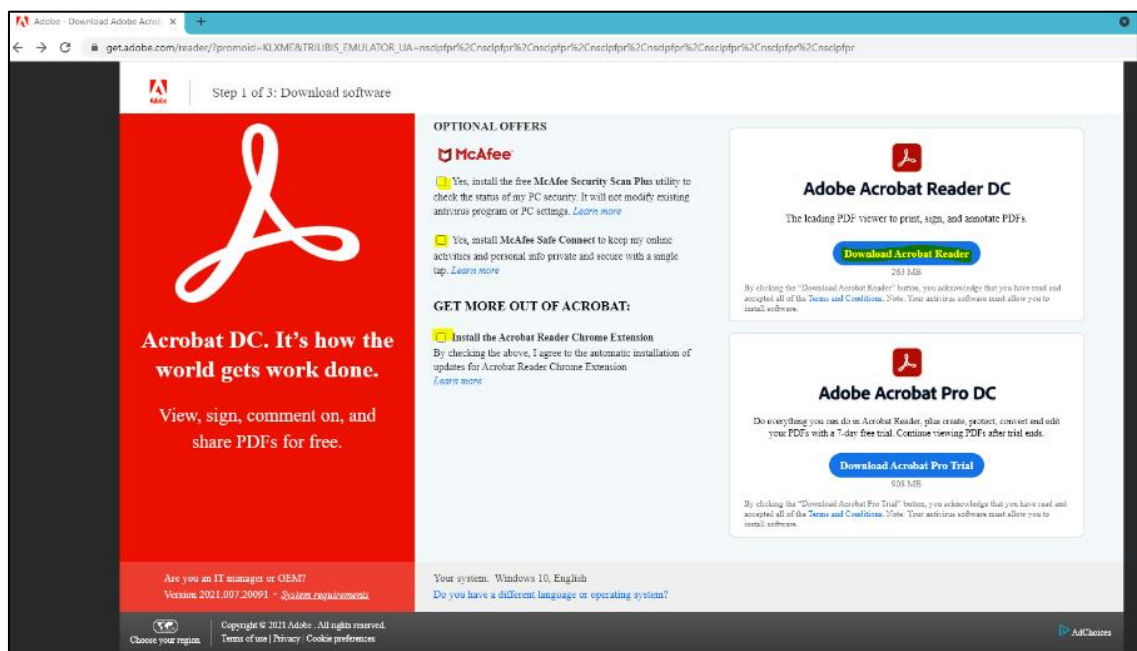 Adobe - Download Adobe Acrob
get.adobe.com/reader/?promoid=KLXME&TRILIBIS_EMULATOR_UA=nsclpfpr%2Cnsclpfpr%2Cnsclpfpr%2Cnsclpfpr%2Cnsclpfpr%2Cnsclpfpr%2Cnsclpfpr%2Cnsclpfpr
Adobe
Step 1 of 3: Download software
Acrobat DC. It's how the
world gets work done.
View, sign, comment on, and
share PDFs for free.
OPTIONAL OFFERS
McAfee
Yes, install the free McAfee Security Scan Plus utility to
check the status of my PC security. It will not modify existing
antivirus program or PC settings. Learn more
Yes, install McAfee Safe Connect to keep my online
activities and personal info private and secure with a single
tap. Learn more
GET MORE OUT OF ACROBAT:
Install the Acrobat Reader Chrome Extension
By checking the above, I agree to the automatic installation of
updates for Acrobat Reader Chrome Extension
Learn more
Adobe Acrobat Reader DC
The leading PDF viewer to print, sign, and annotate PDFs.
Download Acrobat Reader
263 MB
By clicking the "Download Acrobat Reader" button, you acknowledge that you have read and
accepted all of the Terms and Conditions. Note: Your antivirus software must allow you to
install software.
Adobe Acrobat Pro DC
Do everything you can do in Acrobat Reader, plus create, protect, convert and edit
your PDFs with a 7-day free trial. Continue viewing PDFs after trial ends.
Download Acrobat Pro Trial
908 MB
By clicking the "Download Acrobat Pro Trial" button, you acknowledge that you have read and
accepted all of the Terms and Conditions. Note: Your antivirus software must allow you to
install software.
Are you an IT manager or OEM?
Version 2021.007.20091 • System requirements
Your system: Windows 10, English
Do you have a different language or operating system?
Choose your region
Copyright © 2021 Adobe . All rights reserved.
Terms of use | Privacy | Cookie preferences
AdChoices